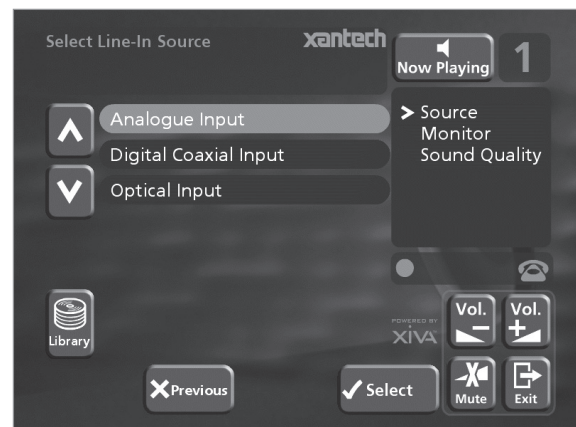 Select Line-In Source
xantech
Now Playing
1
Analogue Input
Digital Coaxial Input
Optical Input
> Source
Monitor
Sound Quality
Library
POWERED BY
XiVA
Vol.
Vol.
Previous
Select
Mute
Exit